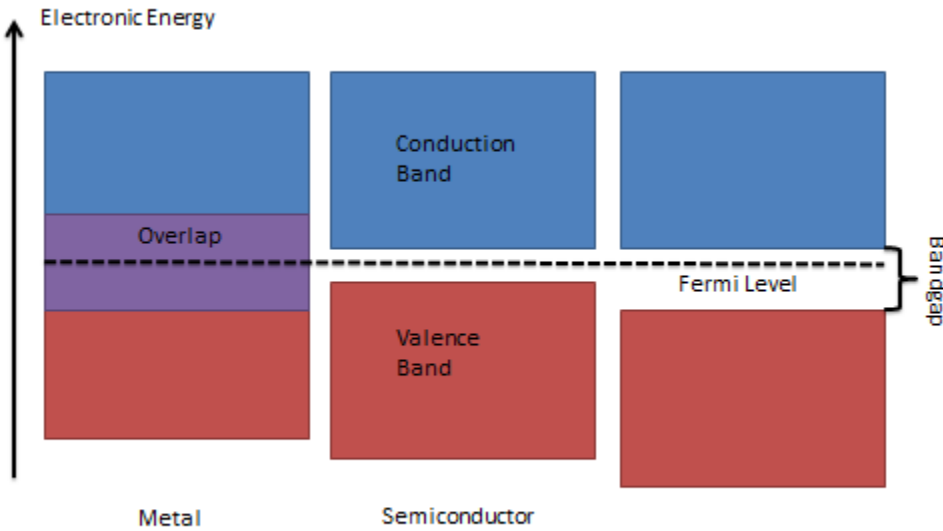 Electronic Energy
Conduction
Band
Overlap
Fermi Level
Bandgap
Valence
Band
Metal
Semiconductor